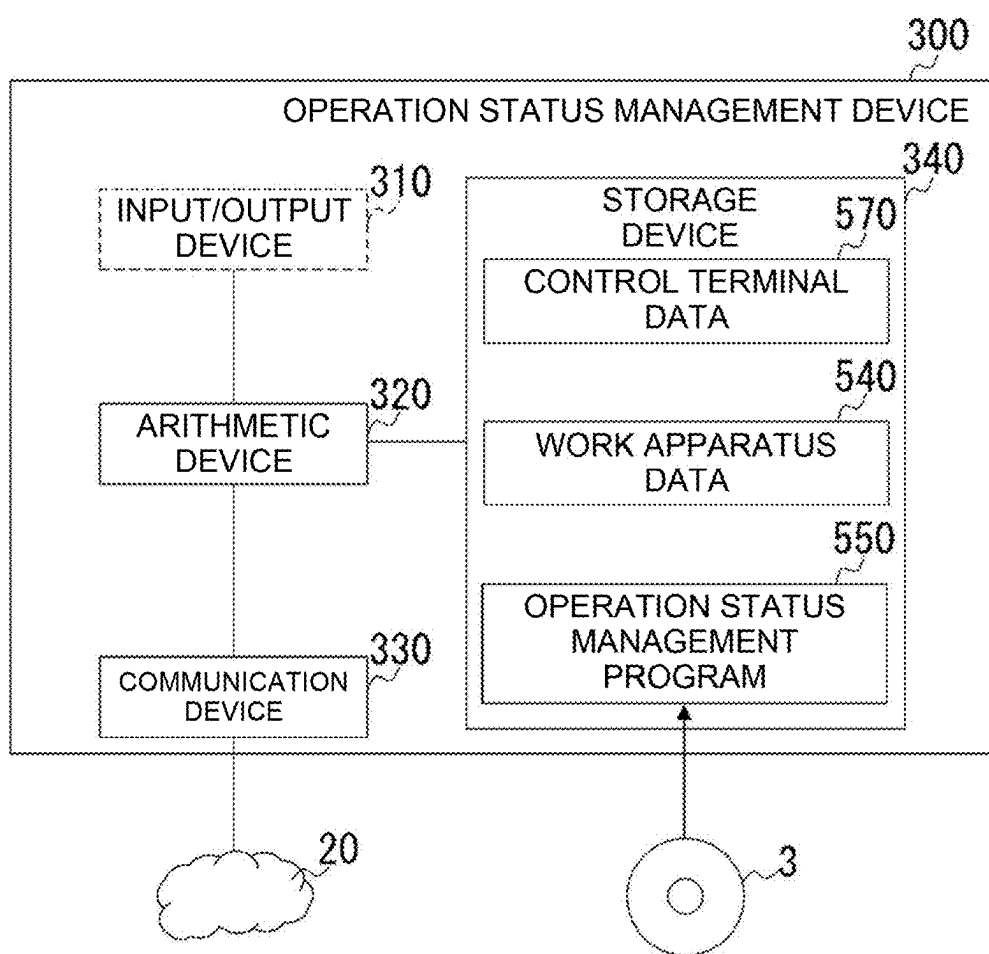 300
OPERATION STATUS MANAGEMENT DEVICE
310
INPUT/OUTPUT
DEVICE
340
STORAGE
DEVICE
570
CONTROL TERMINAL
DATA
320
ARITHMETIC
DEVICE
540
WORK APPARATUS
DATA
550
OPERATION STATUS
MANAGEMENT
PROGRAM
330
COMMUNICATION
DEVICE
20
3